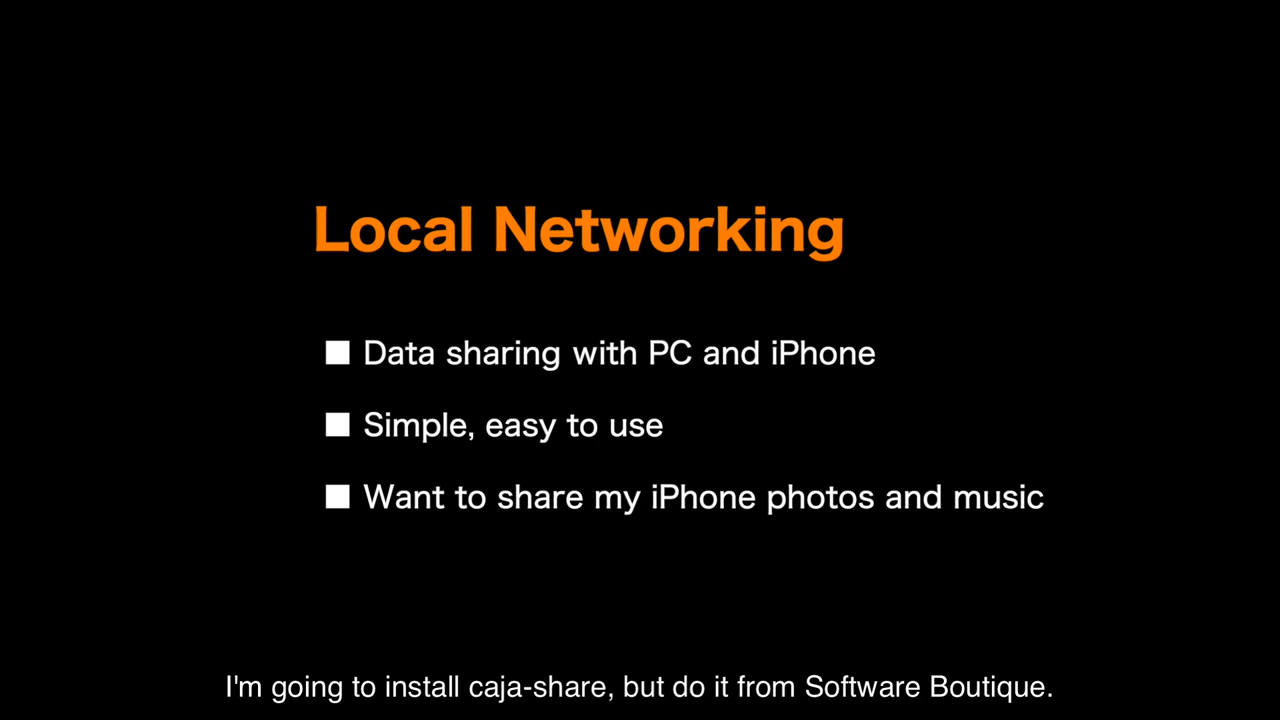 Local Networking
■ Data sharing with PC and iPhone
■ Simple, easy to use
■ Want to share my iPhone photos and music
I'm going to install caja-share, but do it from Software Boutique.